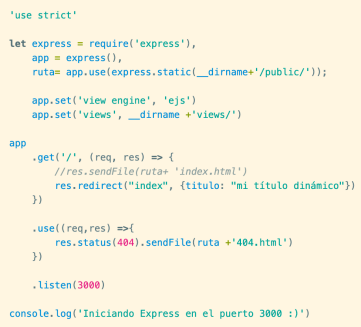 'use strict'
let express = require('express'),
app = express(),
ruta= app.use(express.static(__dirname+'/public/'));
app.set('view engine', 'ejs')
app.set('views', __dirname +'views/')
app
.get('/', (req, res) => {
//res.sendFile(ruta+ 'index.html')
res.redirect("index", {titulo: "mi título dinámico"})
})
.use((req,res) =>{
res.status(404).sendFile(ruta +'404.html')
})
.listen(3000)
console.log('Iniciando Express en el puerto 3000 :)')